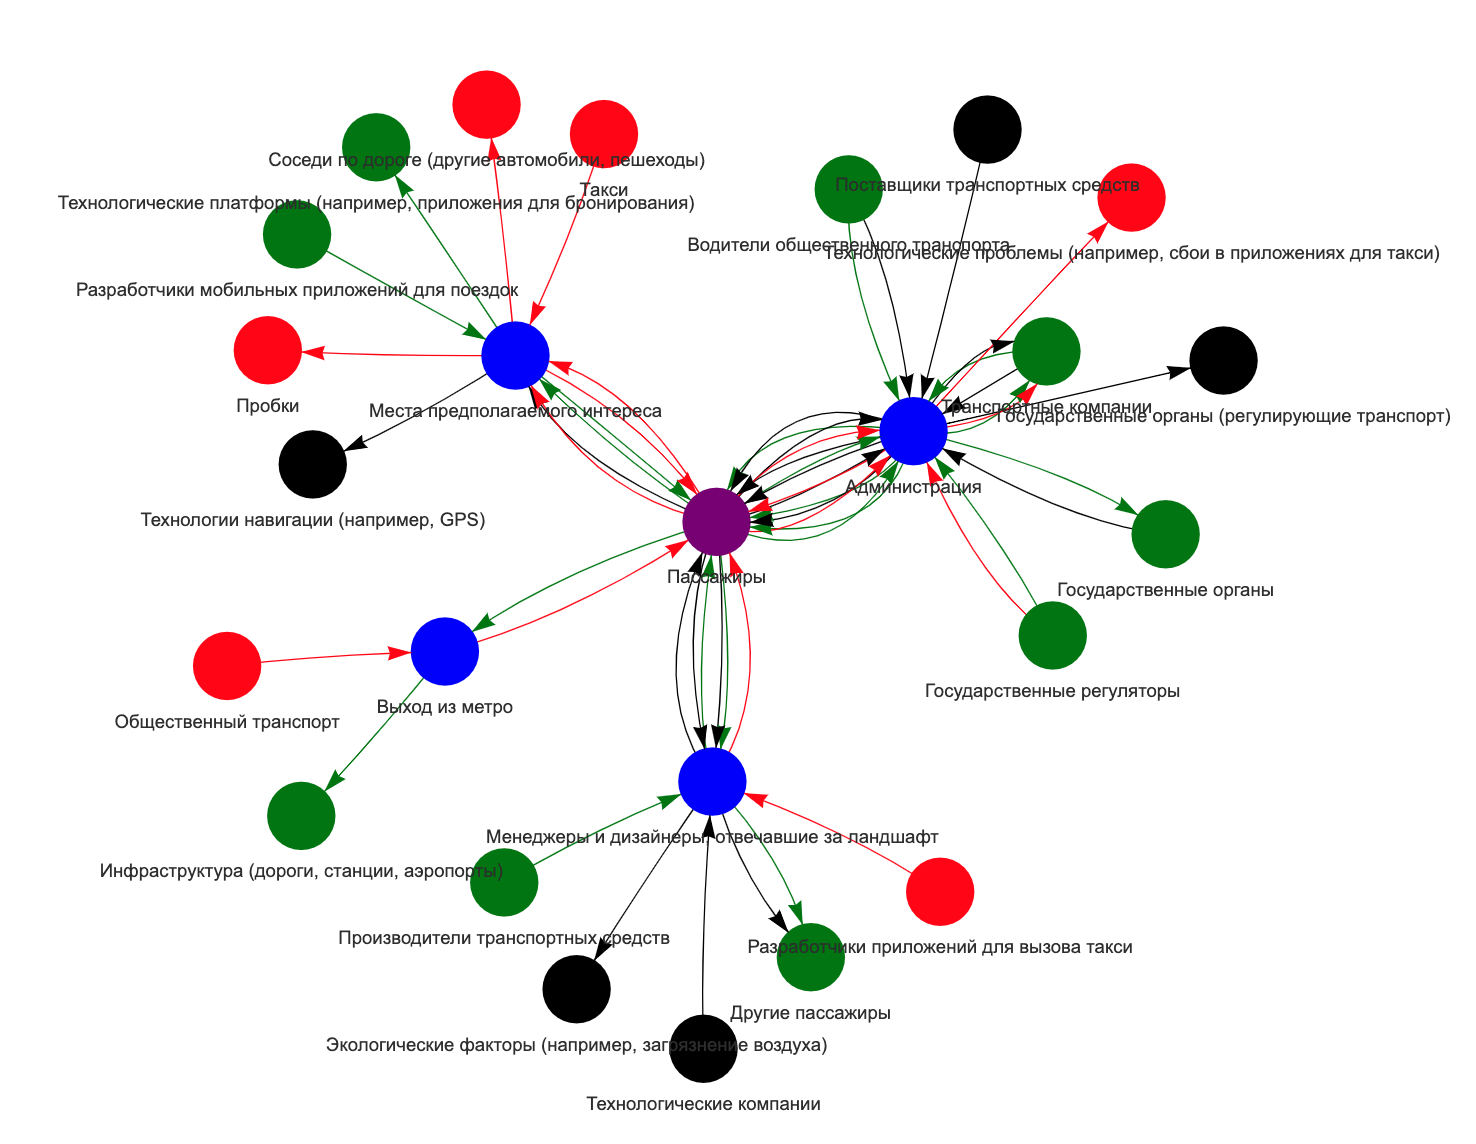 Соседи по дороге (другие автомобили, пешеходы)
Такси
Поставщики транспортных средств
Технологические платформы (например, приложения для бронирования)
Водители общественного транспорта
Технологические проблемы (например, сбои в приложениях для такси)
Разработчики мобильных приложений для поездок
Пробки
Места предполагаемого интереса
Транспортные компании
Государственные органы (регулирующие транспорт)
Администрация
Технологии навигации (например, GPS)
Пассажиры
Государственные органы
Государственные регуляторы
Выход из метро
Общественный транспорт
Менеджеры и дизайнеры, отвечавшие за ландшафт
Инфраструктура (дороги, станции, аэропорты)
Производители транспортных средств
Разработчики приложений для вызова такси
Другие пассажиры
Экологические факторы (например, загрязнение воздуха)
Технологические компании